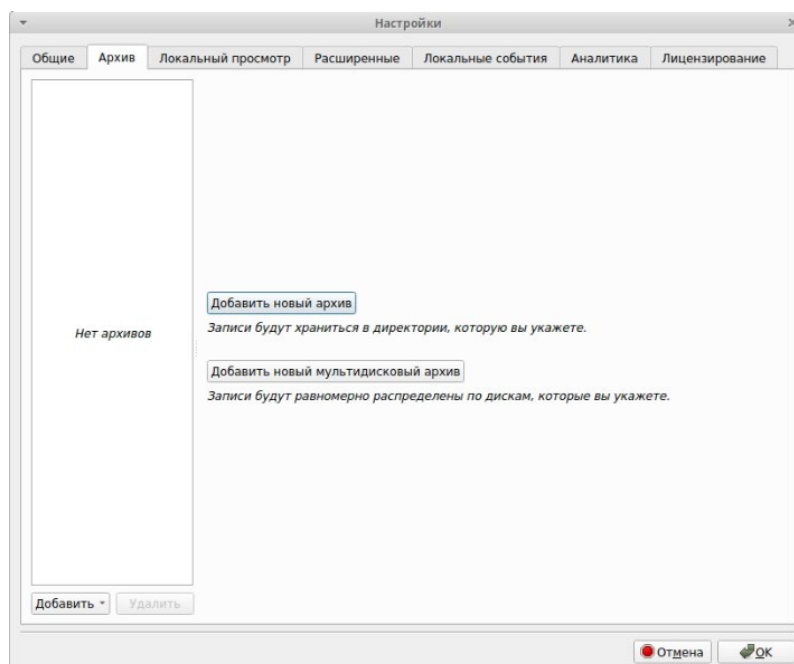 Настройки
Общие Архив Локальный просмотр Расширенные Локальные события Аналитика Лицензирование
Нет архивов
Добавить новый архив
Записи будут храниться в директории, которую вы укажете.
Добавить новый мультидисковый архив
Записи будут равномерно распределены по дискам, которые вы укажете.
Добавить Удалить
Отмена OK